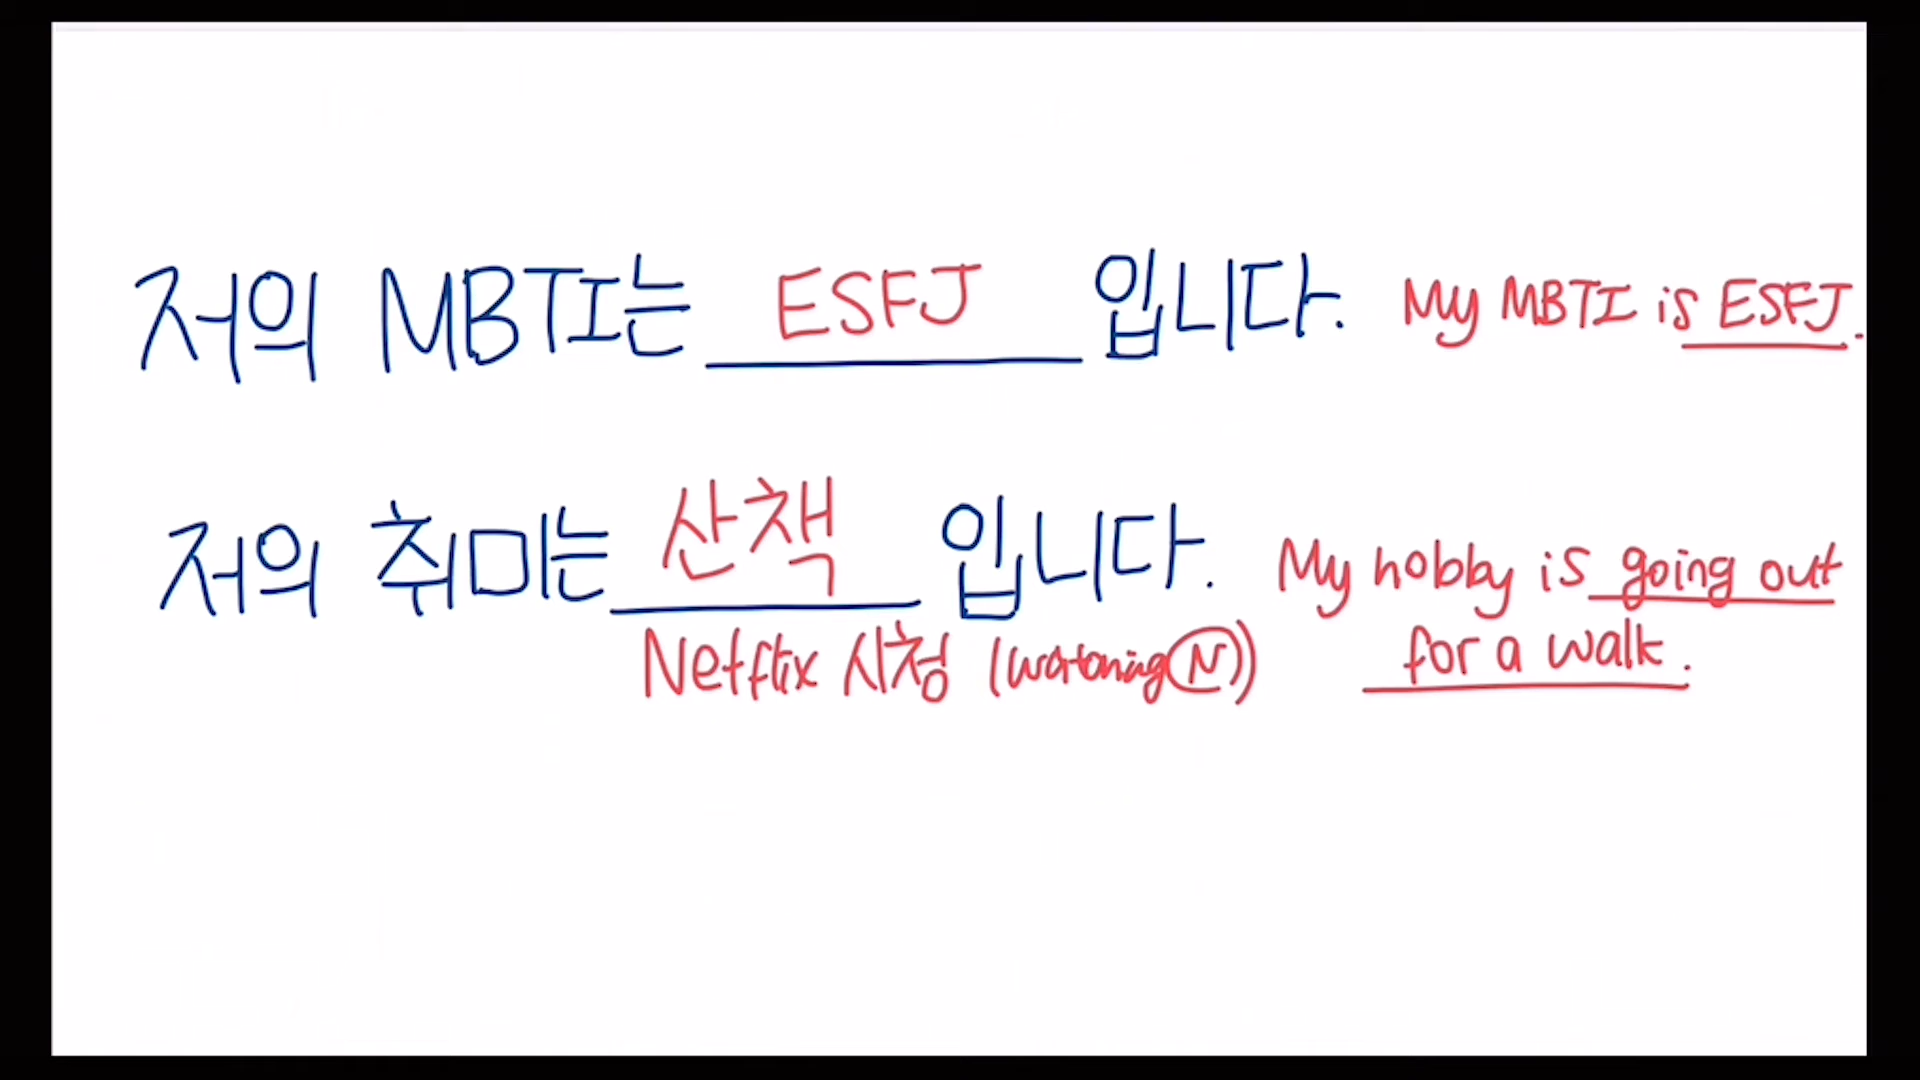 저의 MBTI는 ESFJ 입니다. My MBTI is ESFJ.
저의 취미는 산책 입니다. My hobby is going out
for a walk.
Netflix 시청 (watching Ⓝ)